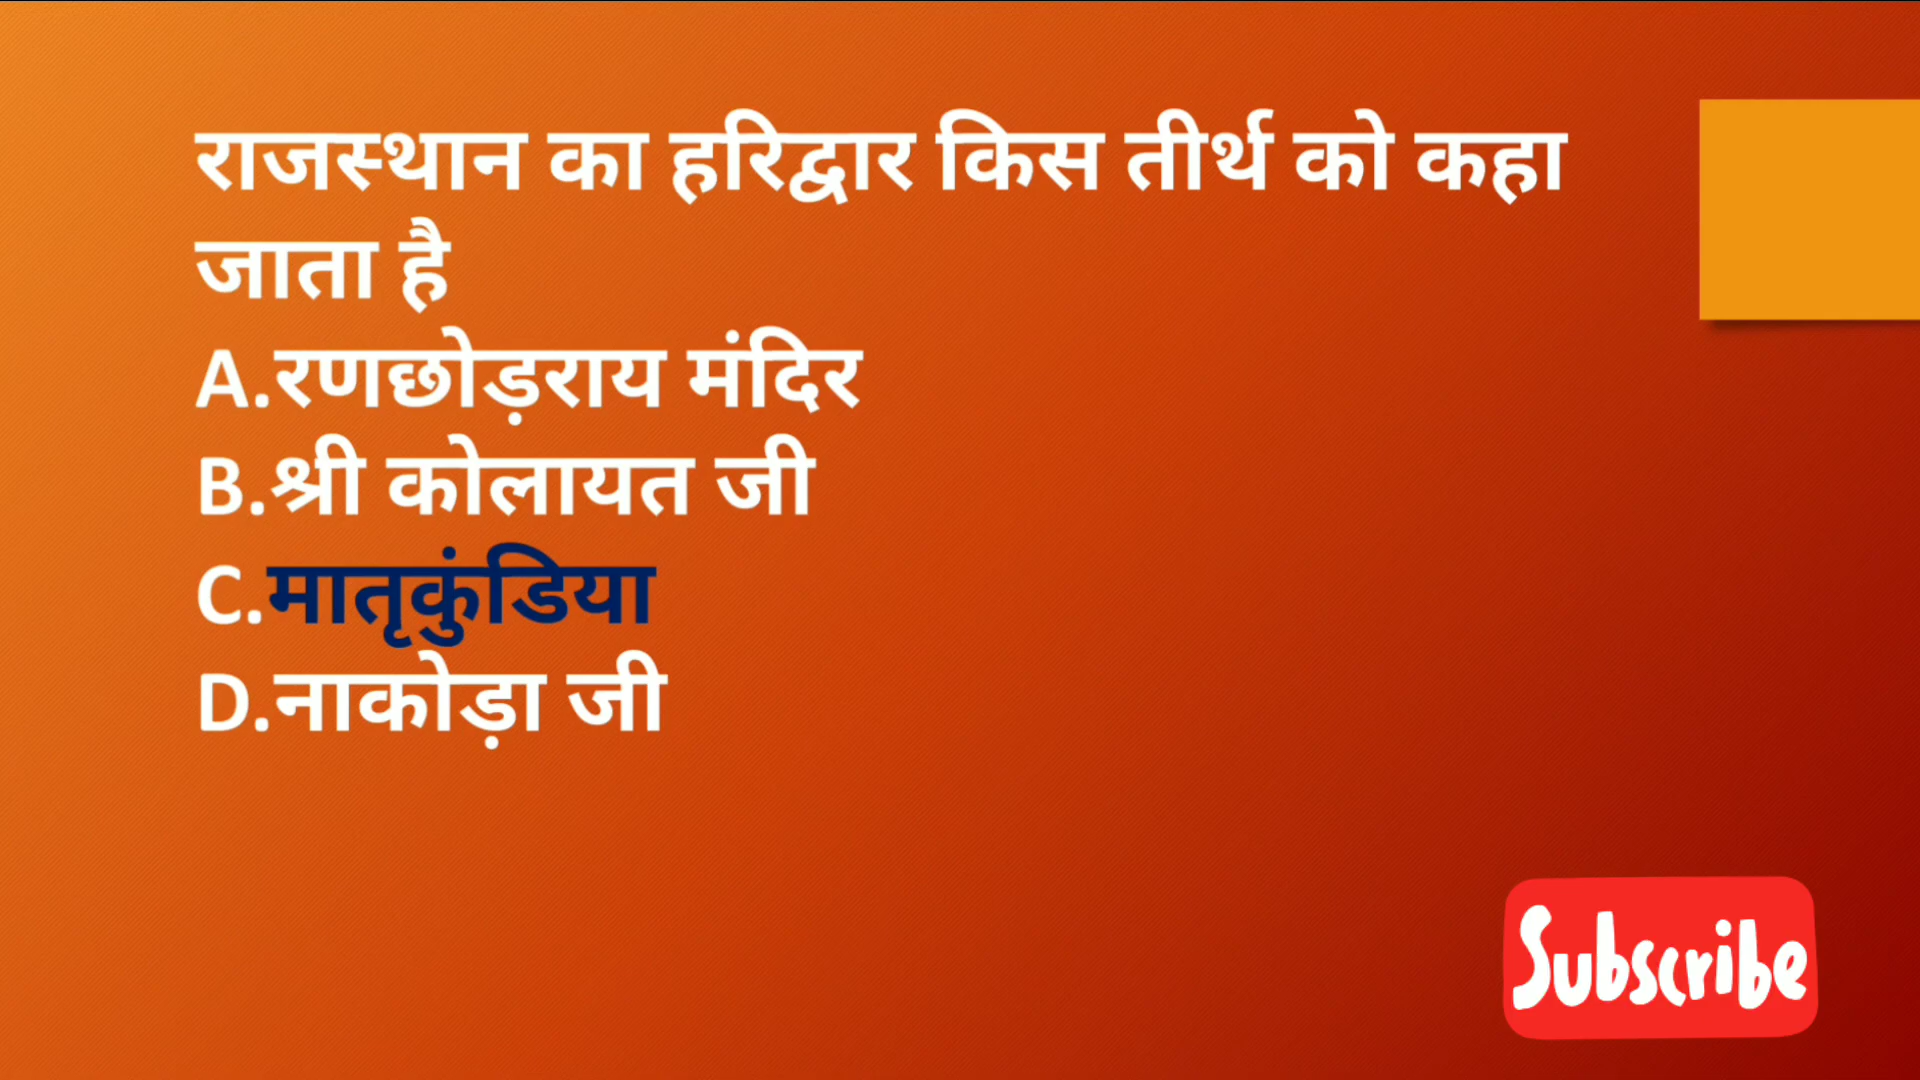 राजस्थान का हरिद्वार किस तीर्थ को कहा
जाता है
A.रणछोड़राय मंदिर
B.श्री कोलायत जी
C.मातृकुंडिया
D.नाकोड़ा जी
Subscribe